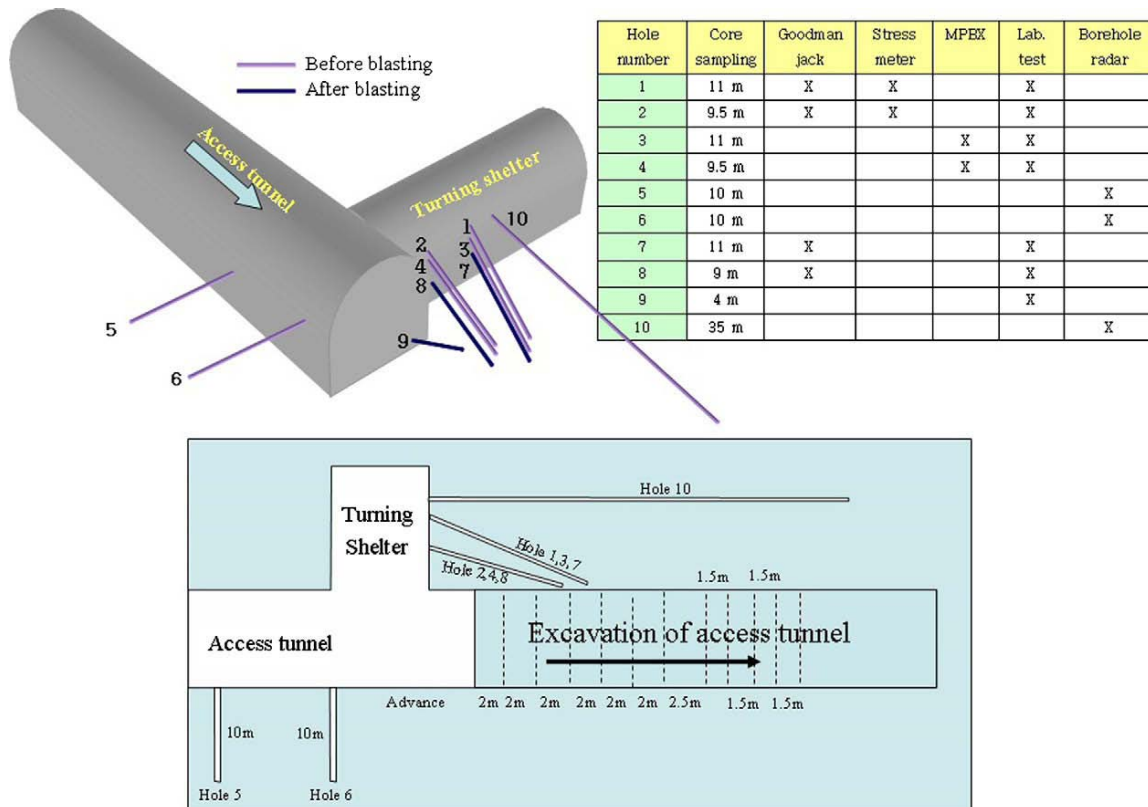 Before blasting
After blasting
Access tunnel
Turning shelter
1
10
2
3
4
7
8
5
9
6
Hole number Core sampling Goodman jack Stress meter MPBX Lab. test Borehole radar
1 11 m X X X
2 9.5 m X X X
3 11 m X X
4 9.5 m X X
5 10 m X
6 10 m X
7 11 m X X
8 9 m X X
9 4 m X
10 35 m X
Hole 10
Turning
Shelter
Hole 1,3,7
Hole 2,4,8
1.5m 1.5m
Access tunnel
Excavation of access tunnel
Advance 2m 2m 2m 2m 2m 2m 2.5m 1.5m 1.5m
10m 10m
Hole 5 Hole 6